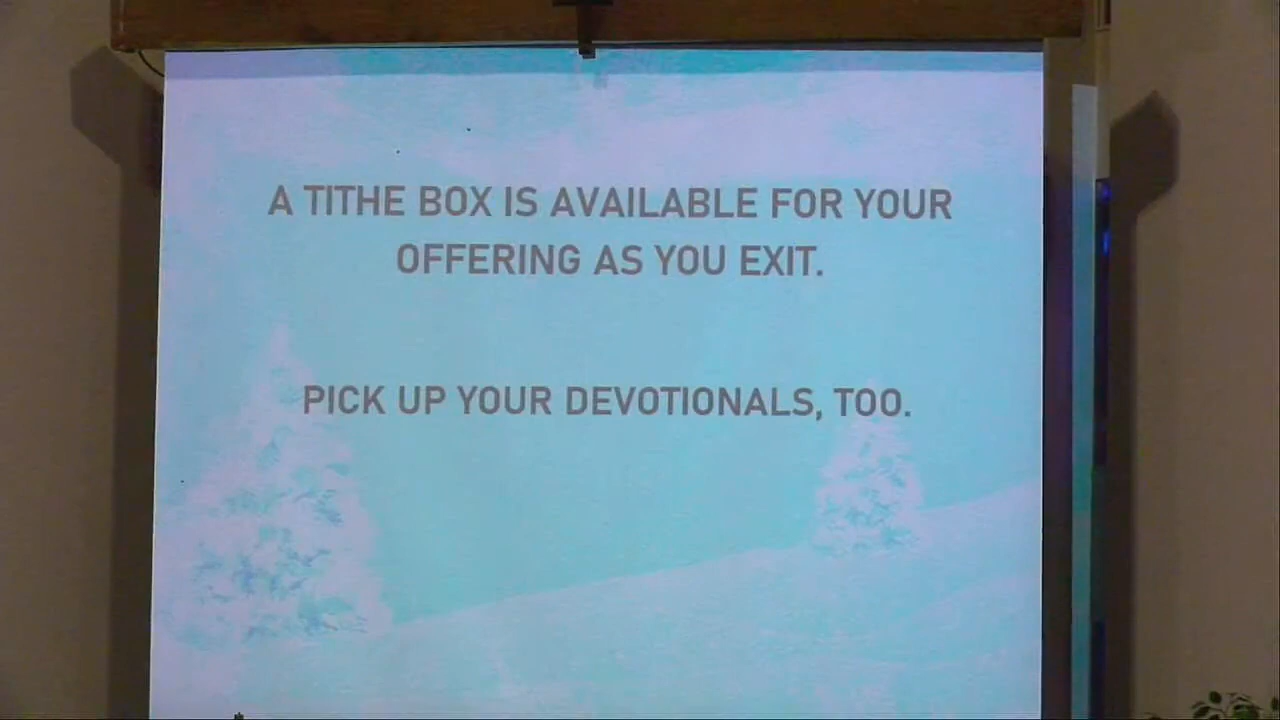 A TITHE BOX IS AVAILABLE FOR YOUR
OFFERING AS YOU EXIT.
PICK UP YOUR DEVOTIONALS, TOO.